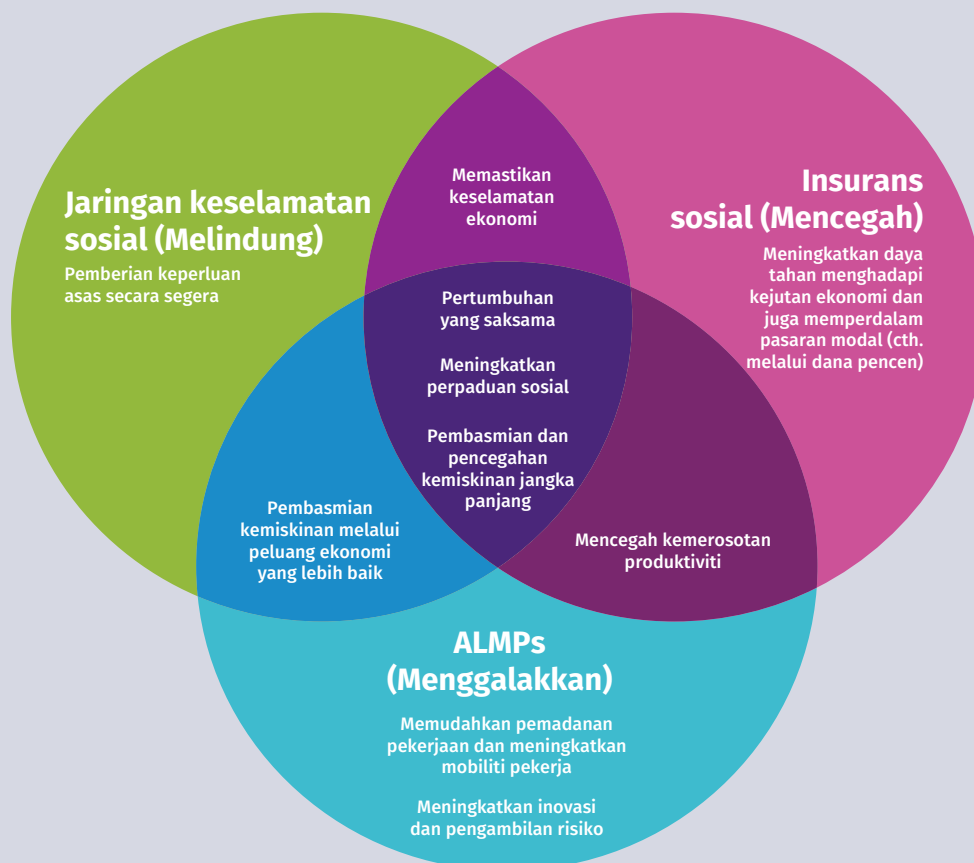 Jaringan keselamatan
sosial (Melindung)
Pemberian keperluan
asas secara segera
Memastikan
keselamatan
ekonomi
Insurans
sosial (Mencegah)
Meningkatkan daya
tahan menghadapi
kejutan ekonomi dan
juga memperdalam
pasaran modal (cth.
melalui dana pencen)
Pertumbuhan
yang saksama
Meningkatkan
perpaduan sosial
Pembasmian dan
pencegahan
kemiskinan jangka
panjang
Pembasmian
kemiskinan melalui
peluang ekonomi
yang lebih baik
Mencegah kemerosotan
produktiviti
ALMPs
(Menggalakkan)
Memudahkan pemadanan
pekerjaan dan meningkatkan
mobiliti pekerja
Meningkatkan inovasi
dan pengambilan risiko